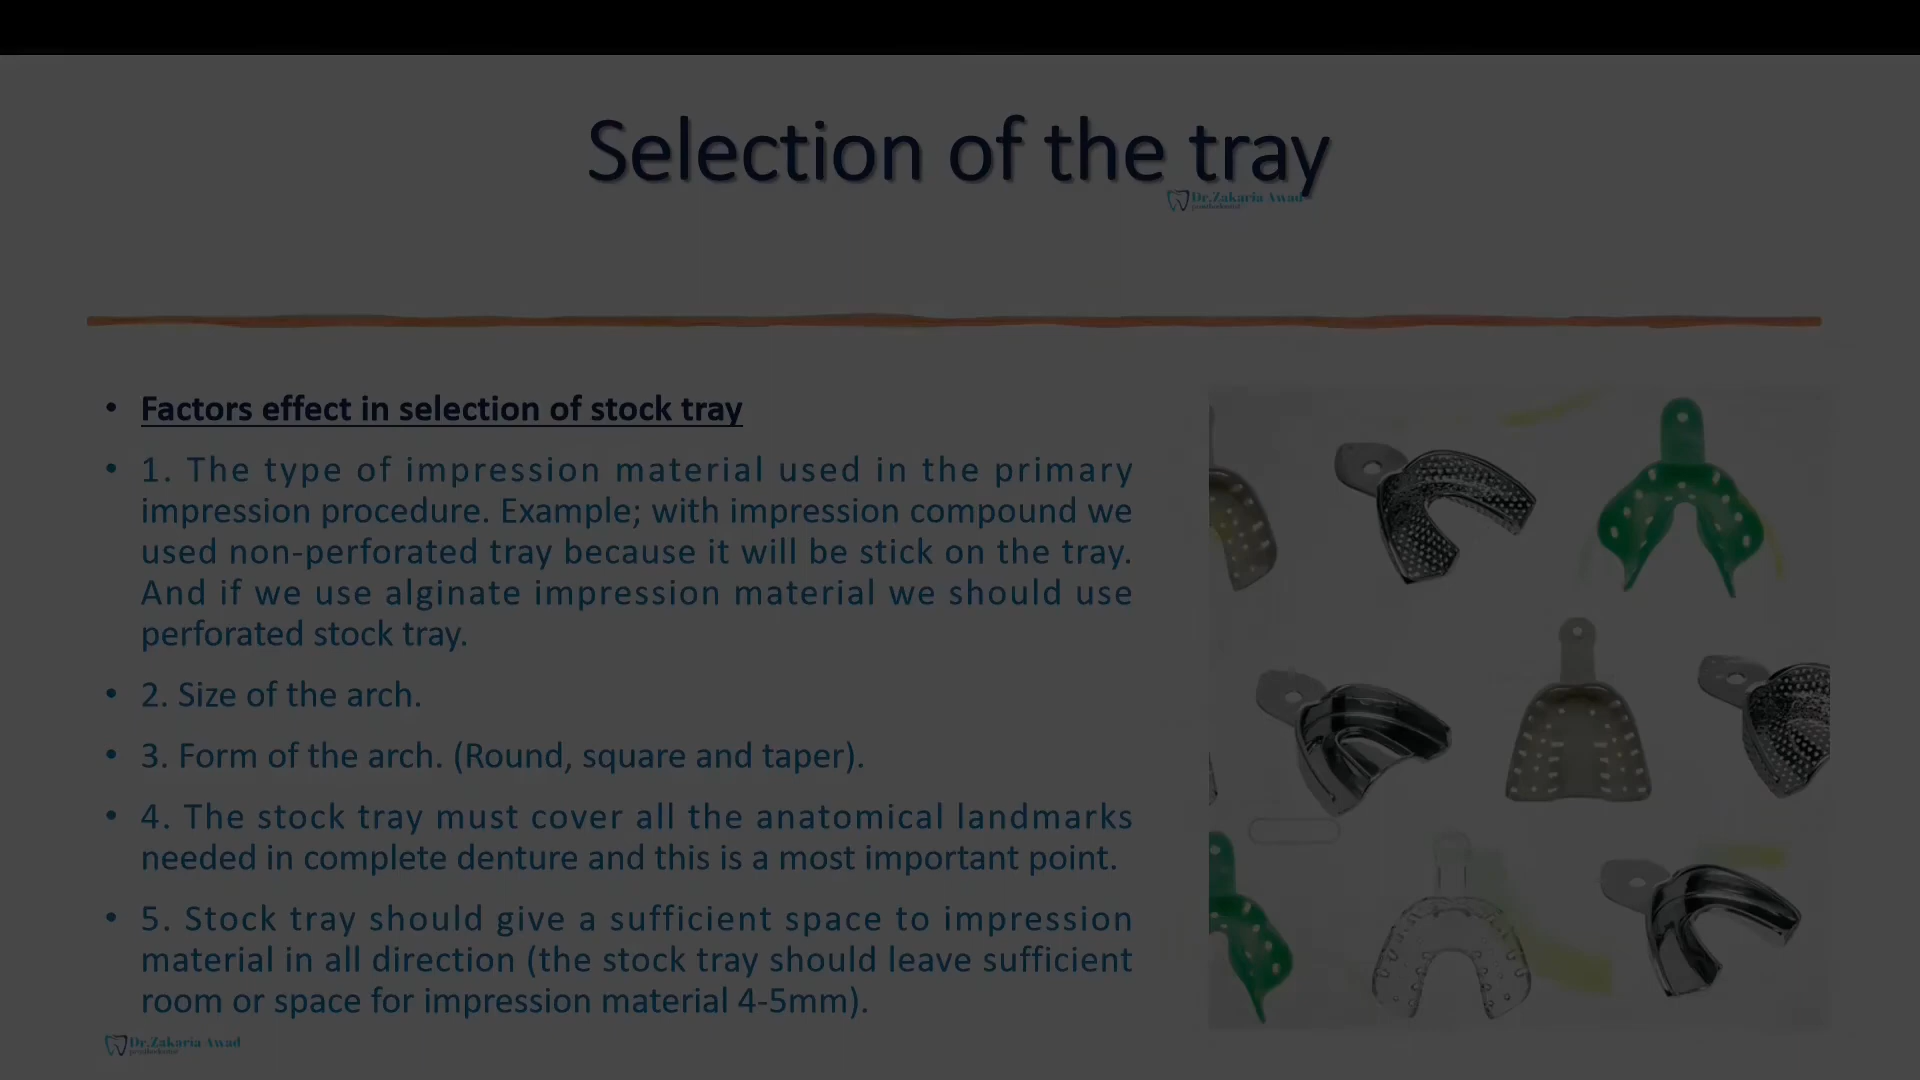 Selection of the tray
Dr.Zakaria Awad
• Factors effect in selection of stock tray
• 1. The type of impression material used in the primary
impression procedure. Example; with impression compound we
used non-perforated tray because it will be stick on the tray.
And if we use alginate impression material we should use
perforated stock tray.
• 2. Size of the arch.
• 3. Form of the arch. (Round, square and taper).
• 4. The stock tray must cover all the anatomical landmarks
needed in complete denture and this is a most important point.
• 5. Stock tray should give a sufficient space to impression
material in all direction (the stock tray should leave sufficient
room or space for impression material 4-5mm).
Dr.Zakaria Awad